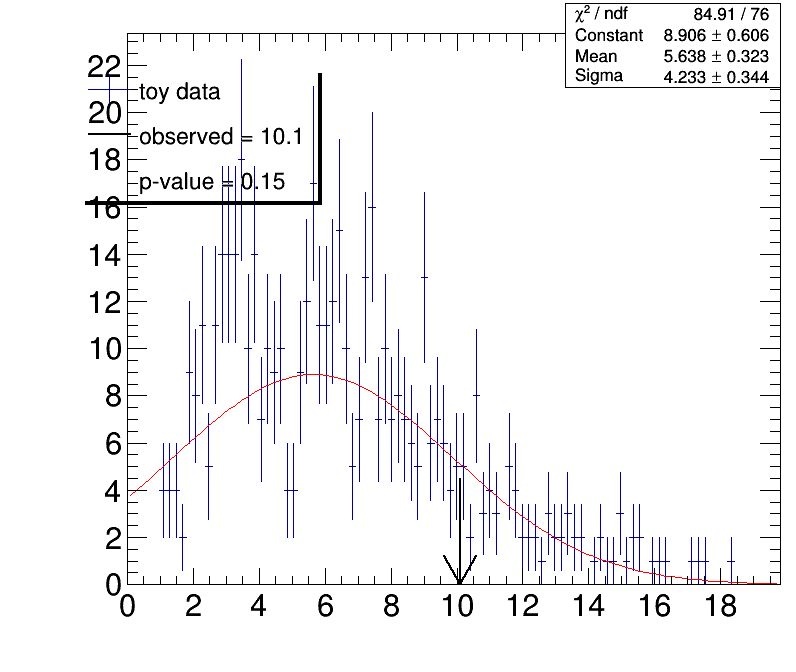 χ² / ndf 84.91 / 76
Constant 8.906 ± 0.606
Mean 5.638 ± 0.323
Sigma 4.233 ± 0.344
toy data
observed = 10.1
p-value = 0.15
22
20
18
16
14
12
10
8
6
4
2
0
0 2 4 6 8 10 12 14 16 18